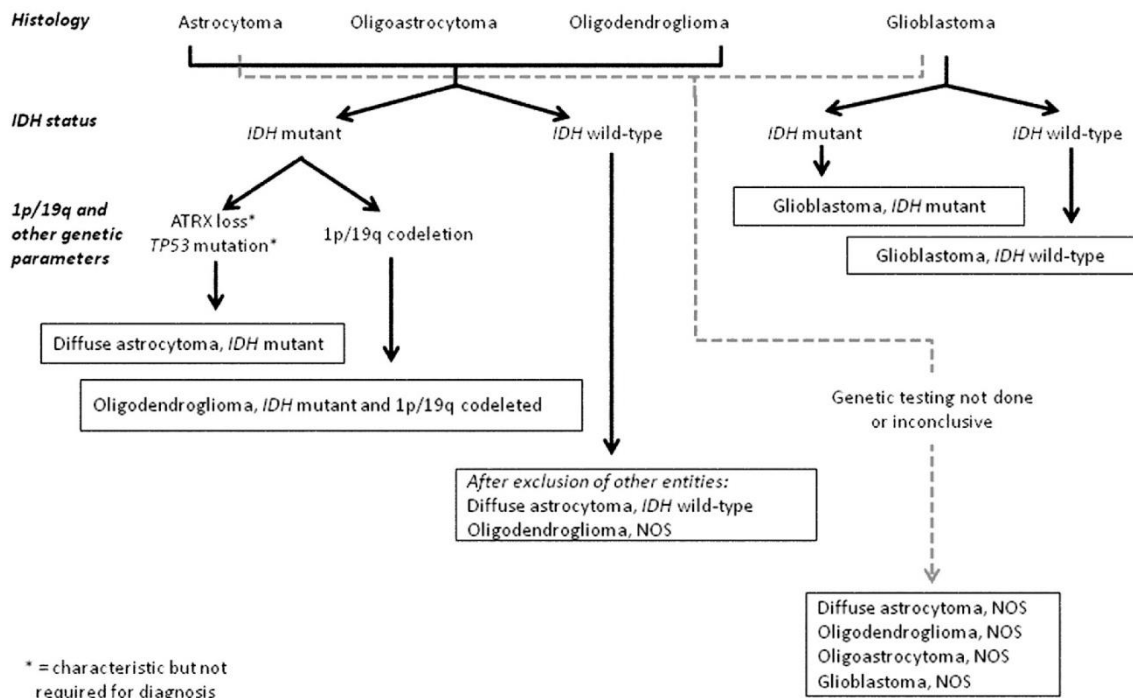 Histology
Astrocytoma
Oligoastrocytoma
Oligodendroglioma
Glioblastoma
IDH status
IDH mutant
IDH wild-type
IDH mutant
IDH wild-type
1p/19q and
other genetic
parameters
ATRX loss*
TP53 mutation*
1p/19q codeletion
Glioblastoma, IDH mutant
Glioblastoma, IDH wild-type
Diffuse astrocytoma, IDH mutant
Oligodendroglioma, IDH mutant and 1p/19q codeleted
Genetic testing not done
or inconclusive
After exclusion of other entities:
Diffuse astrocytoma, IDH wild-type
Oligodendroglioma, NOS
Diffuse astrocytoma, NOS
Oligodendroglioma, NOS
Oligoastrocytoma, NOS
Glioblastoma, NOS
* = characteristic but not
required for diagnosis